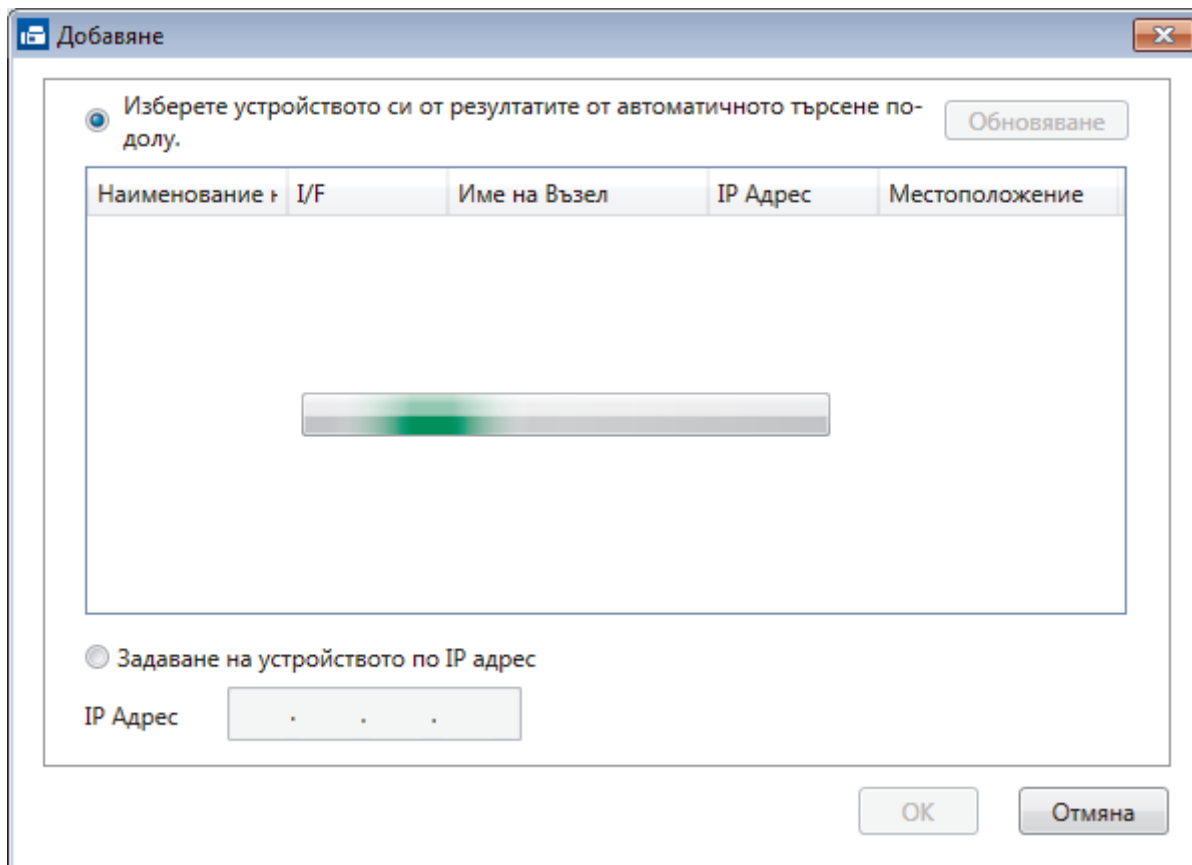 Добавяне
Изберете устройството си от резултатите от автоматичното търсене по-
долу.
Обновяване
Наименование н I/F Име на Възел IP Адрес Местоположение
Задаване на устройството по IP адрес
IP Адрес . . .
OK Отмяна